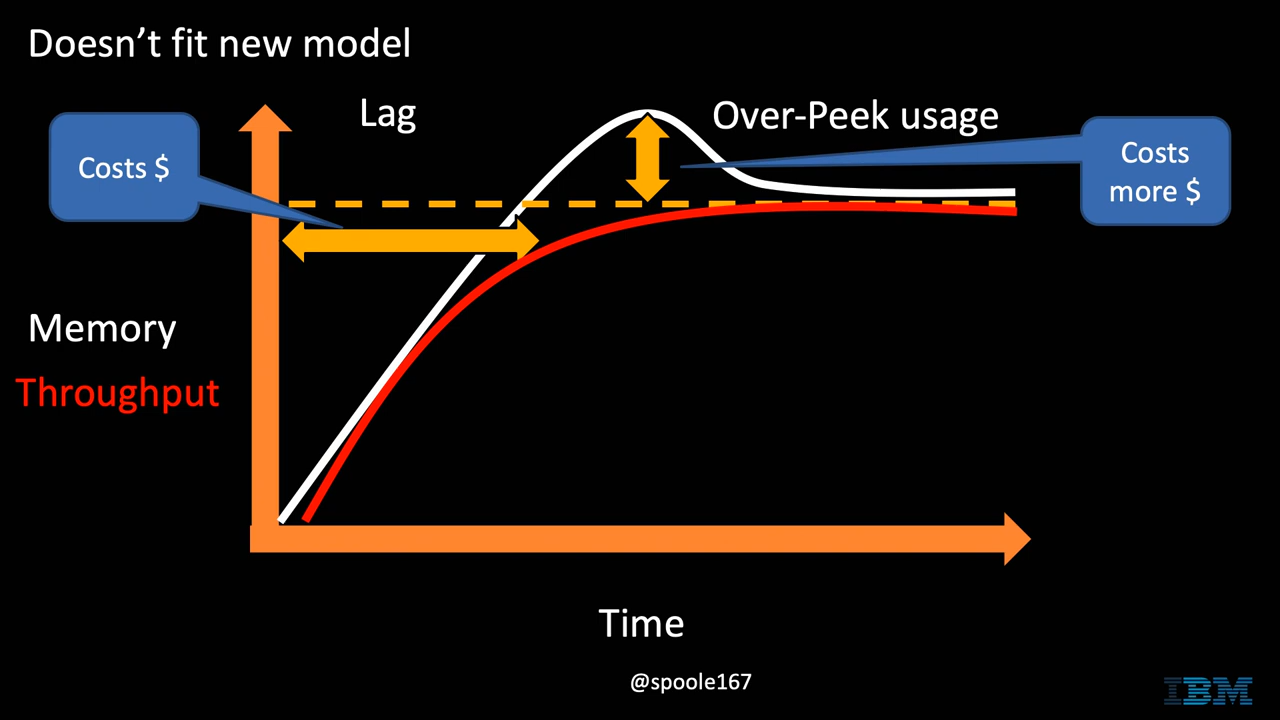 Doesn’t fit new model
Lag
Over-Peek usage
Costs $
Costs
more $
Memory
Throughput
Time
@spoole167
IBM